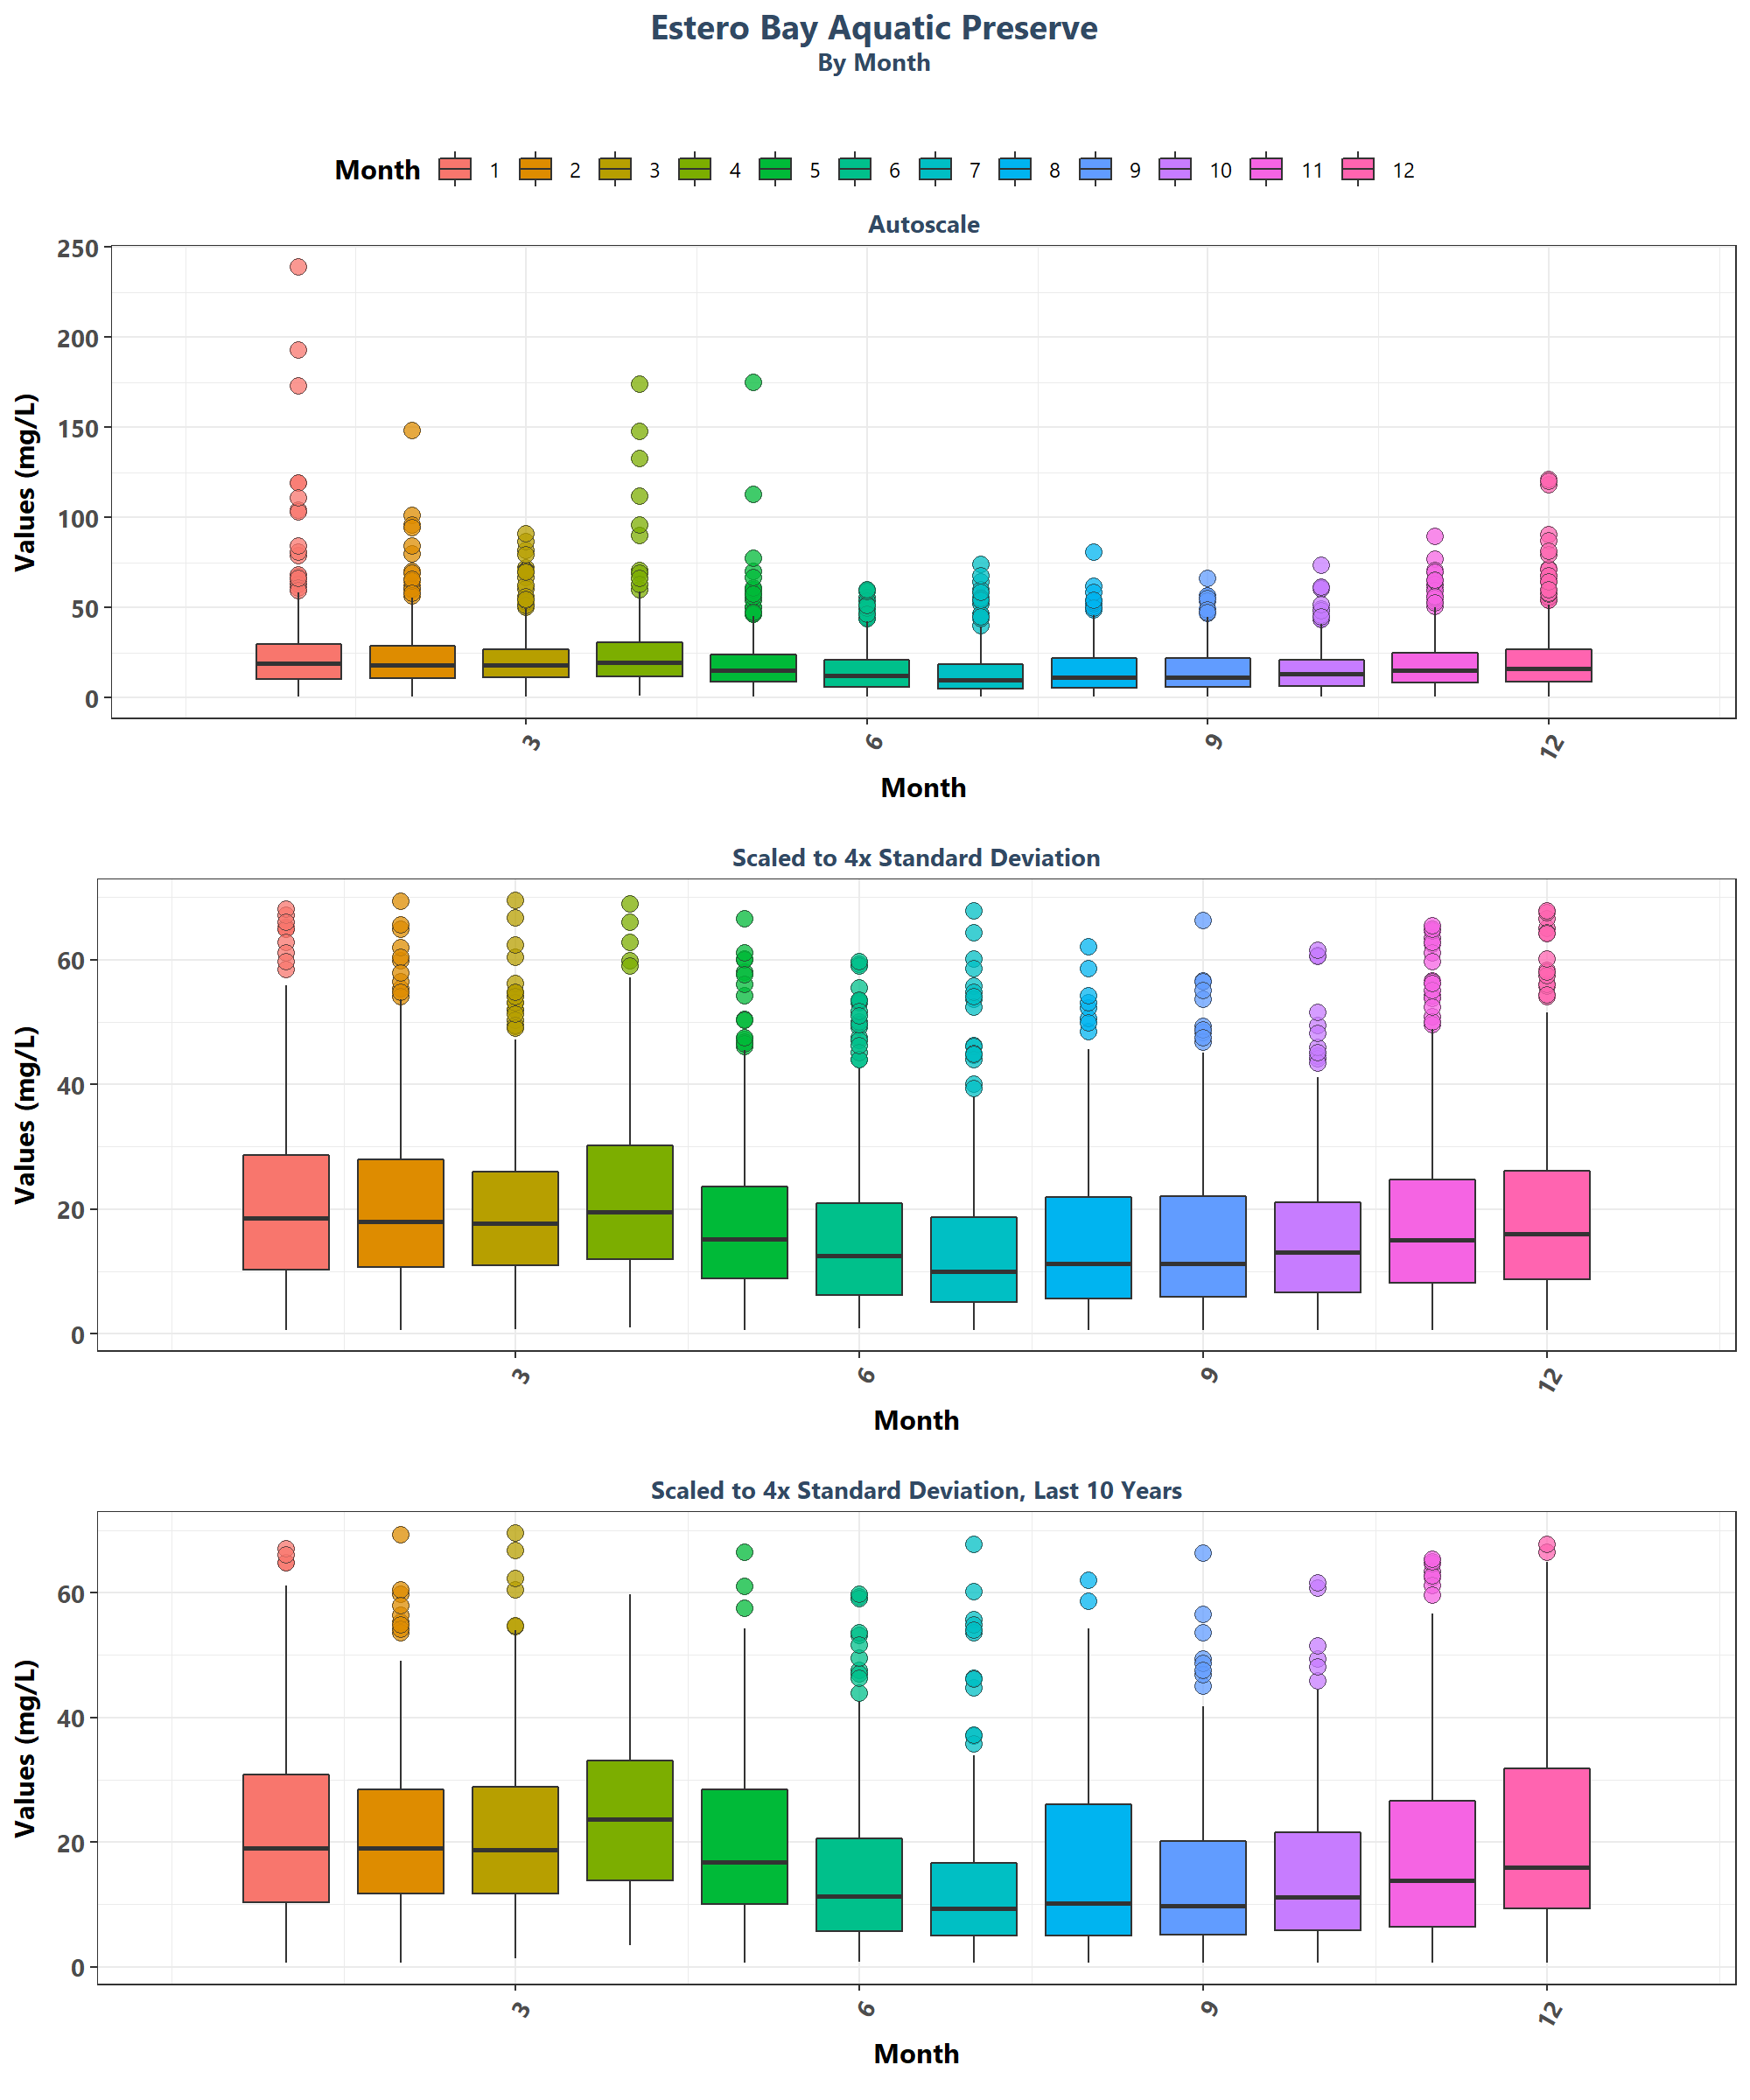 Estero Bay Aquatic Preserve
By Month
Month 1 2 3 4 5 6 7 8 9 10 11 12
Autoscale
Values (mg/L)
250
200
150
100
50
0
3 6 9 12
Month
Scaled to 4x Standard Deviation
Values (mg/L)
60
40
20
0
3 6 9 12
Month
Scaled to 4x Standard Deviation, Last 10 Years
Values (mg/L)
60
40
20
0
3 6 9 12
Month